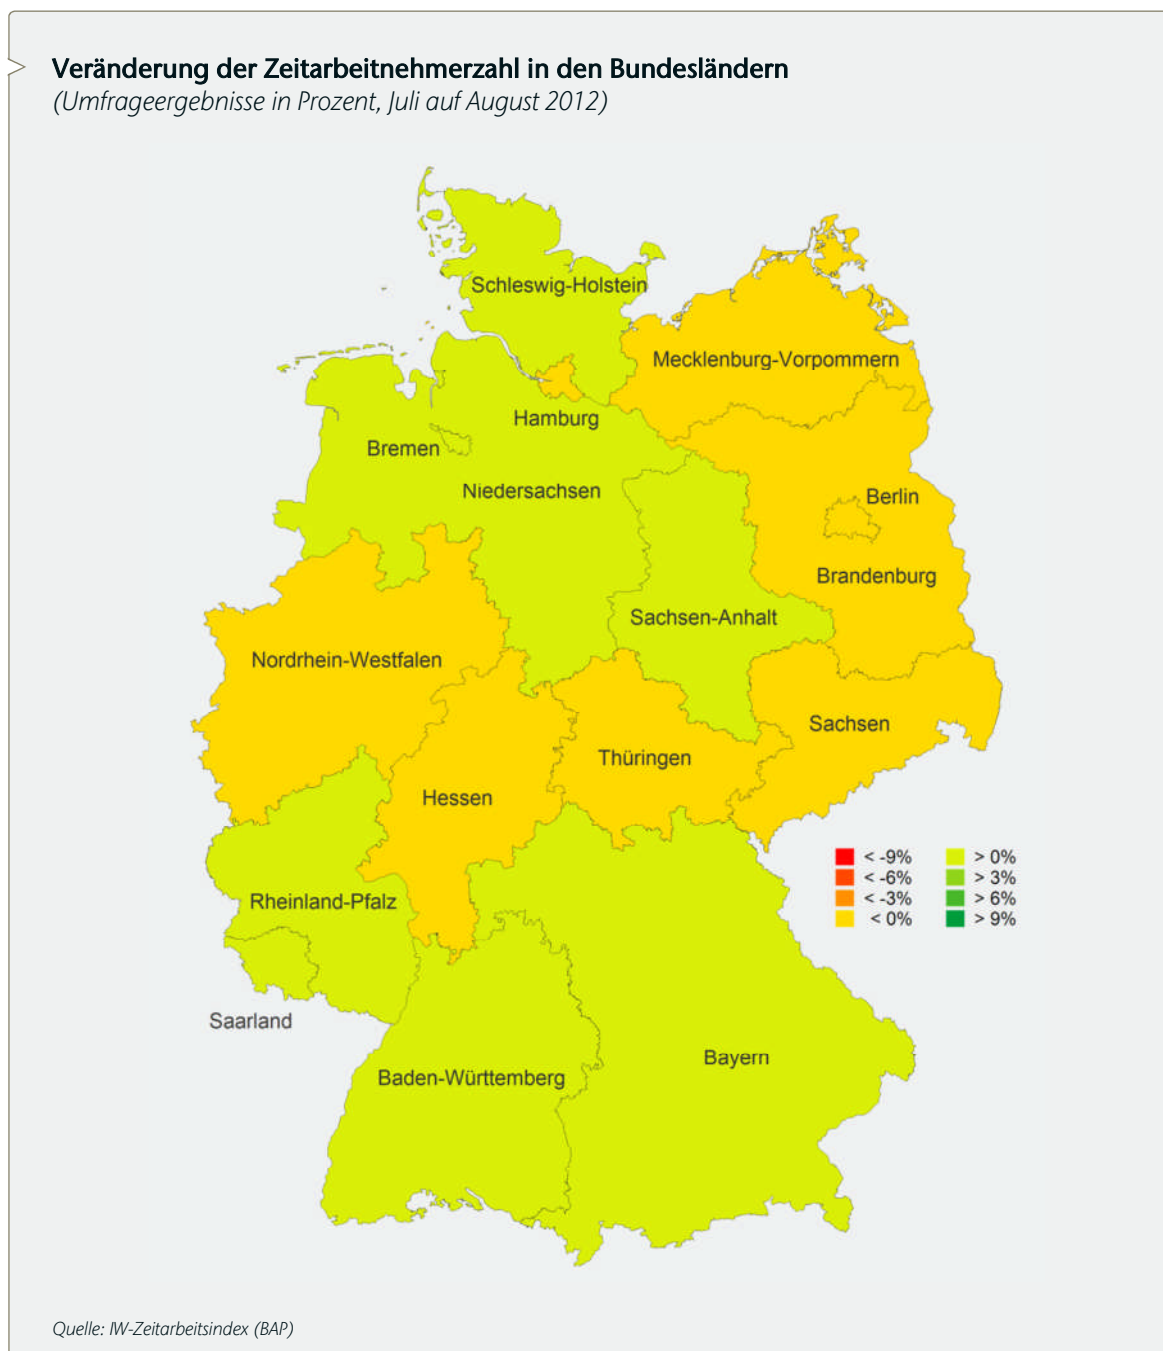 Veränderung der Zeitarbeitnehmerzahl in den Bundesländern
(Umfrageergebnisse in Prozent, Juli auf August 2012)
Schleswig-Holstein
Mecklenburg-Vorpommern
Hamburg
Bremen
Niedersachsen
Berlin
Brandenburg
Sachsen-Anhalt
Nordrhein-Westfalen
Sachsen
Thüringen
Hessen
< -9% > 0%
< -6% > 3%
< -3% > 6%
< 0% > 9%
Rheinland-Pfalz
Saarland
Bayern
Baden-Württemberg
Quelle: IW-Zeitarbeitsindex (BAP)